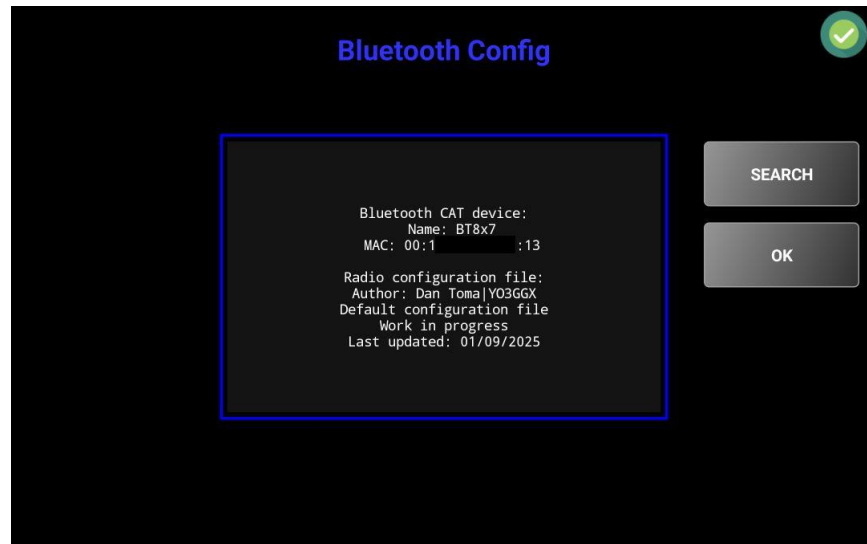 Bluetooth Config
Bluetooth CAT device:
Name: BT8x7
MAC: 00:1 :13
Radio configuration file:
Author: Dan Toma|YO3GGX
Default configuration file
Work in progress
Last updated: 01/09/2025
SEARCH
OK